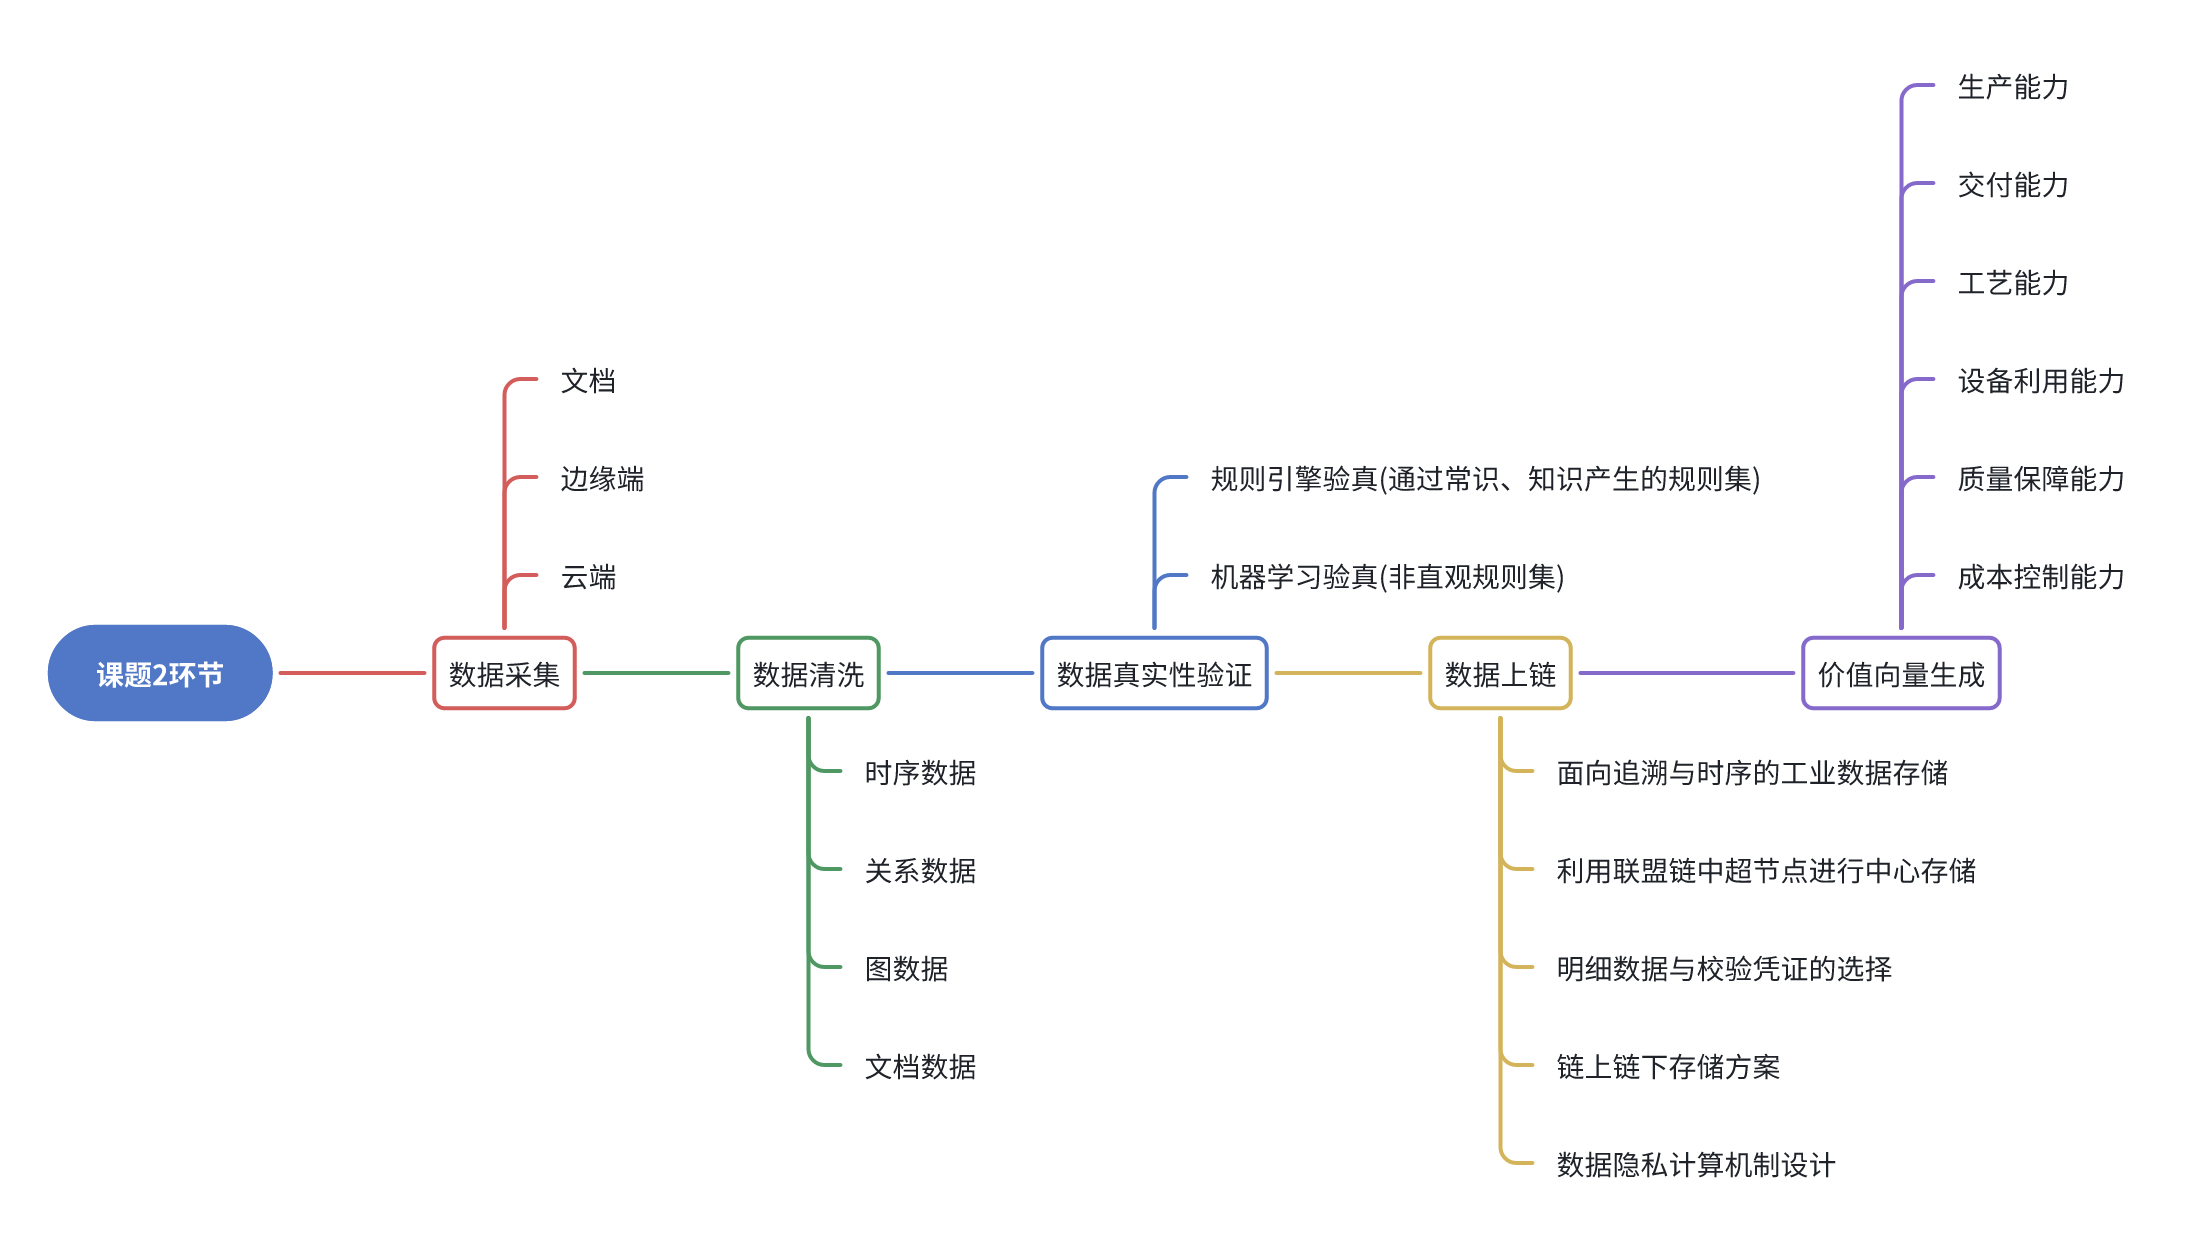 课题2环节
数据采集
文档
边缘端
云端
数据清洗
时序数据
关系数据
图数据
文档数据
数据真实性验证
规则引擎验真(通过常识、知识产生的规则集)
机器学习验真(非直观规则集)
数据上链
面向追溯与时序的工业数据存储
利用联盟链中超节点进行中心存储
明细数据与校验凭证的选择
链上链下存储方案
数据隐私计算机制设计
价值向量生成
生产能力
交付能力
工艺能力
设备利用能力
质量保障能力
成本控制能力